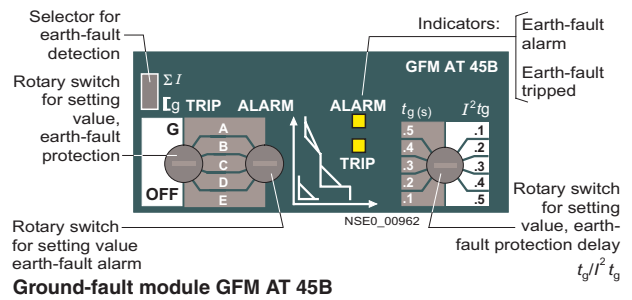 Selector for
earth-fault
detection
Rotary switch
for setting
value,
earth-fault
protection
Indicators:
Earth-fault
alarm
Earth-fault
tripped
GFM AT 45B
Σ I
g TRIP ALARM
ALARM
TRIP
tg (s) I²tg
G
OFF
A
B
C
D
E
.5
.4
.3
.2
.1
.1
.2
.3
.4
.5
NSE0_00962
Rotary switch
for setting value
earth-fault alarm
Rotary switch
for setting
value, earth-
fault protection delay
tg/I² tg
Ground-fault module GFM AT 45B